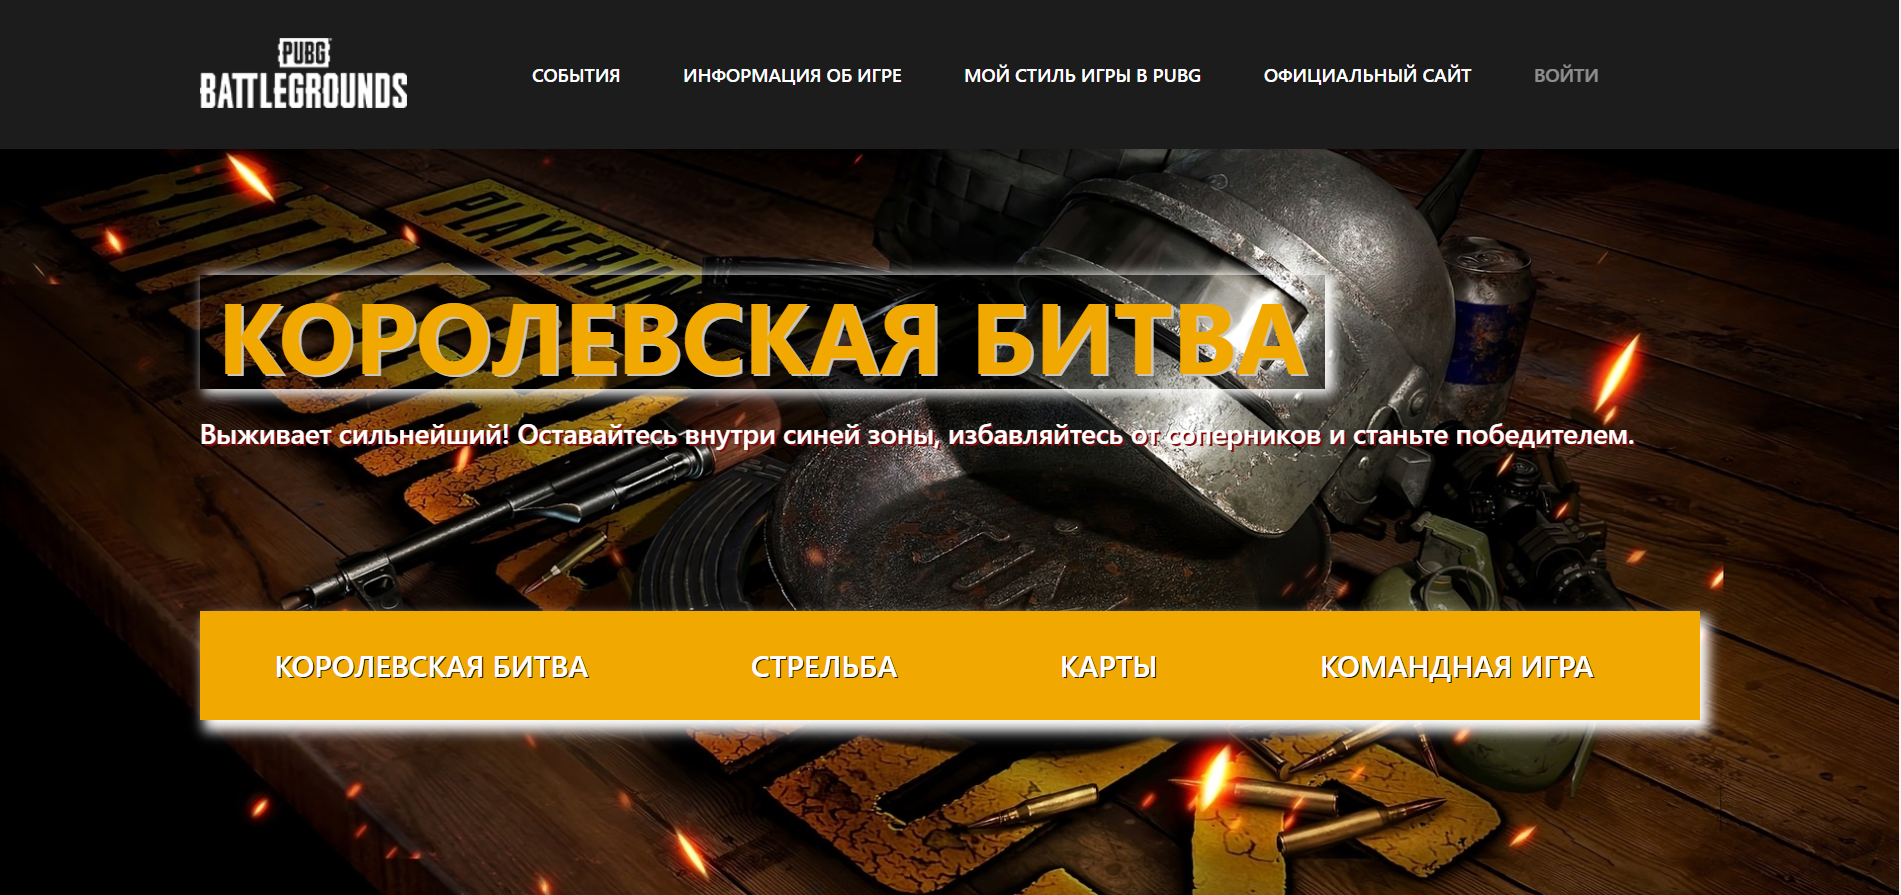 PUBG
BATTLEGROUNDS
СОБЫТИЯ
ИНФОРМАЦИЯ ОБ ИГРЕ
МОЙ СТИЛЬ ИГРЫ В PUBG
ОФИЦИАЛЬНЫЙ САЙТ
ВОЙТИ
КОРОЛЕВСКАЯ БИТВА
Выживает сильнейший! Оставайтесь внутри синей зоны, избавляйтесь от соперников и станьте победителем.
КОРОЛЕВСКАЯ БИТВА
СТРЕЛЬБА
КАРТЫ
КОМАНДНАЯ ИГРА